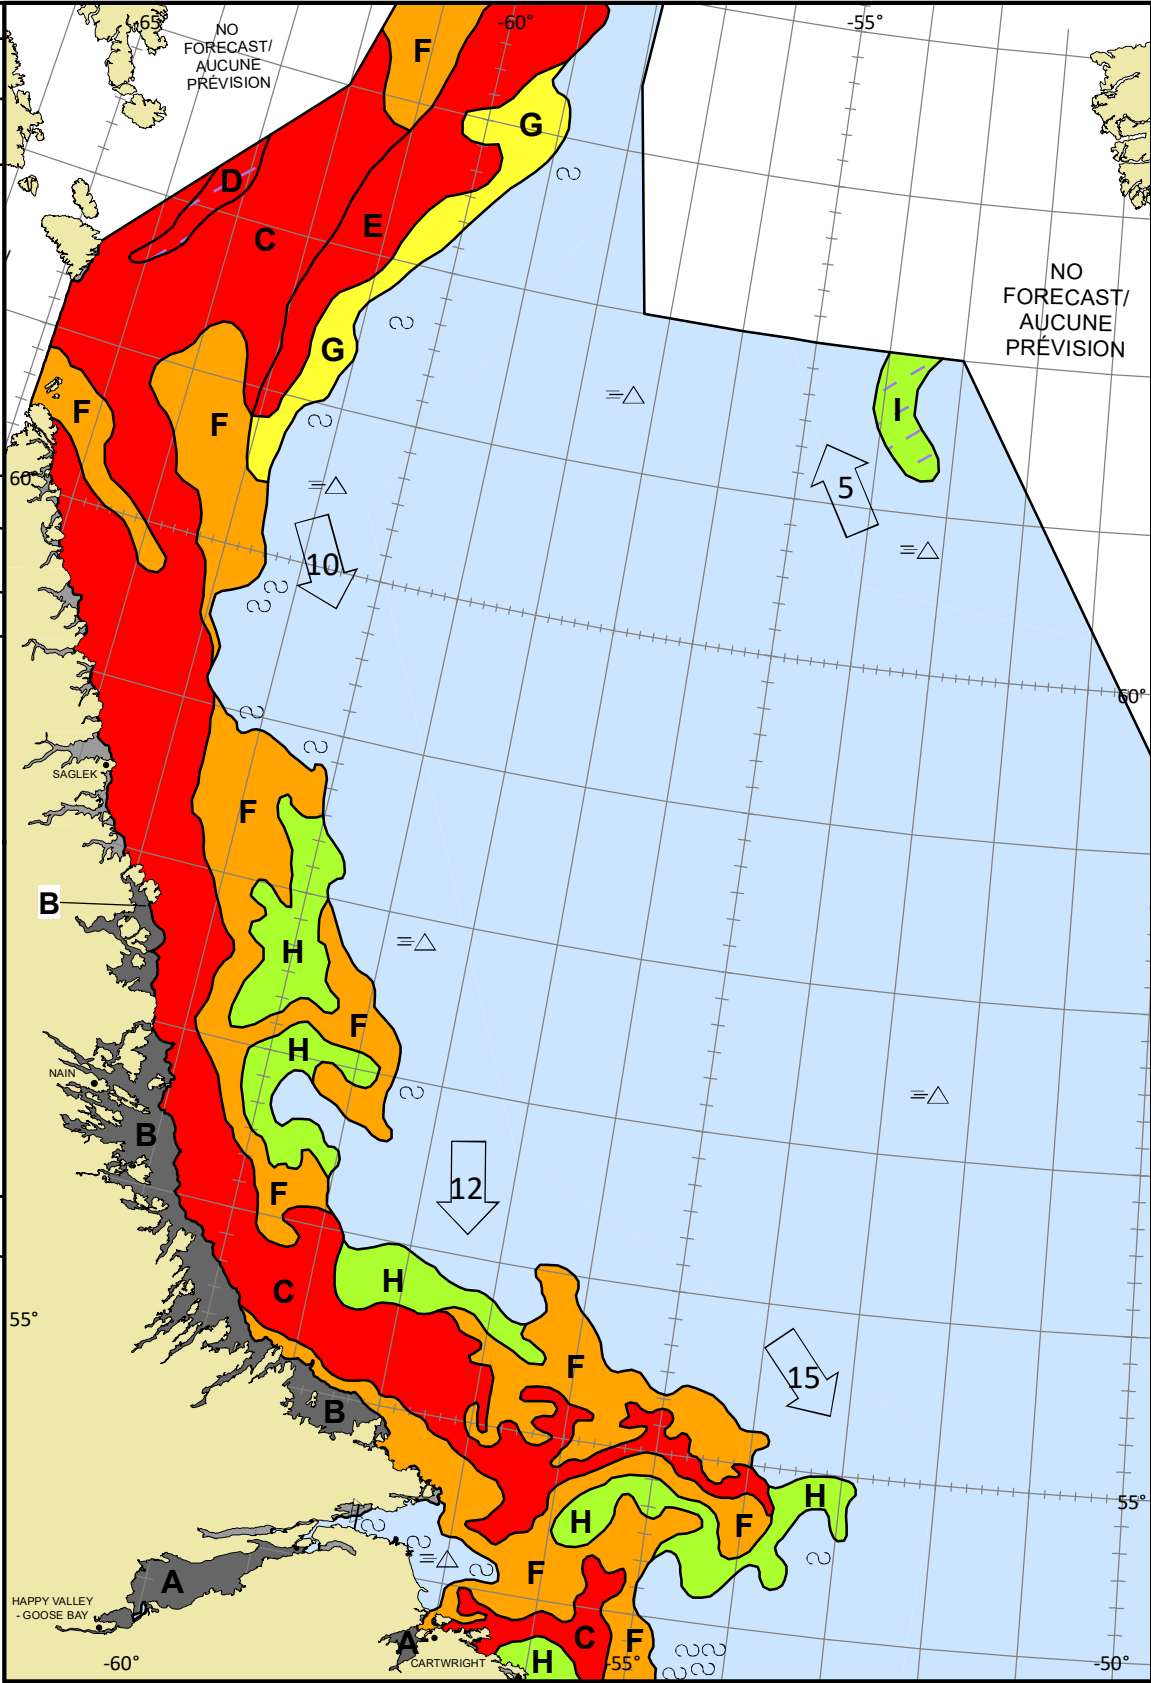 65°
-60°
-55°
NO
FORECAST/
AUCUNE
PRÉVISION
F
G
D
C
E
NO
FORECAST/
AUCUNE
PRÉVISION
G
F
F
I
60°
5
10
60°
SAGLEK
F
B
H
F
H
NAIN
B
12
F
C
H
55°
F
15
B
H
55°
H
F
F
A
HAPPY VALLEY
- GOOSE BAY
A
C
F
H
CARTWRIGHT
-60°
-55°
-50°